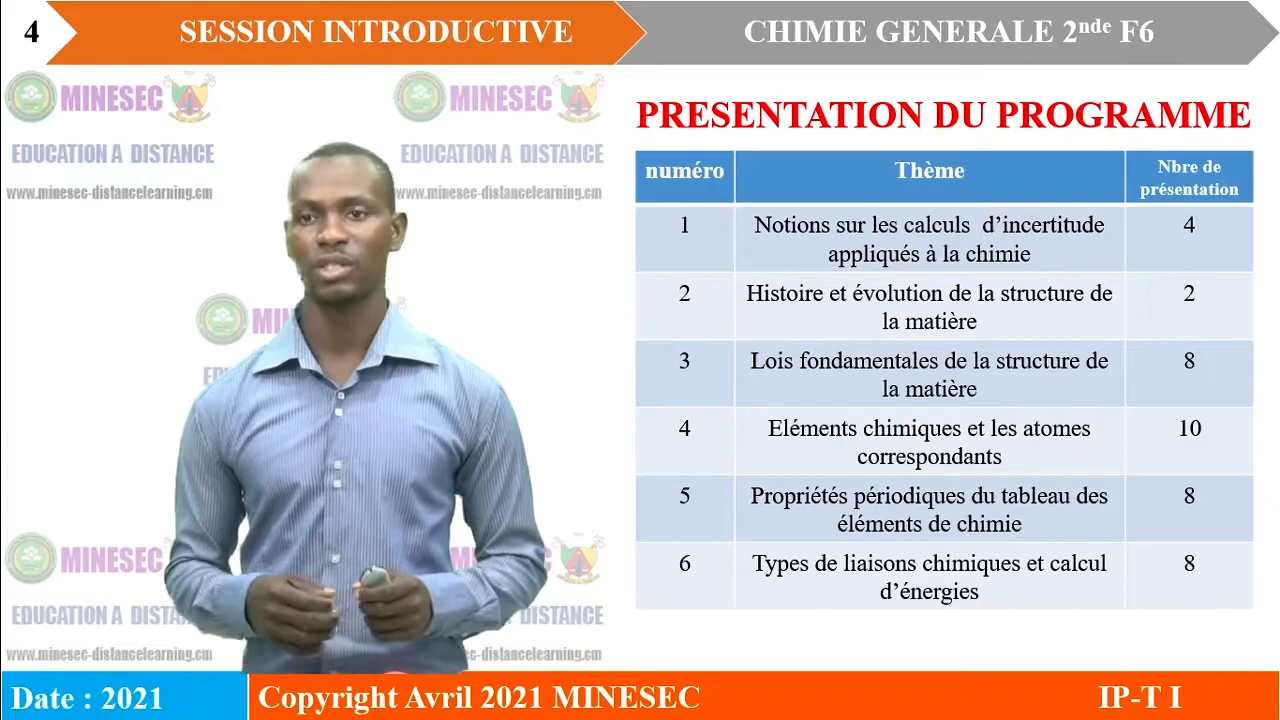 4
SESSION INTRODUCTIVE
CHIMIE GENERALE 2nde F6
MINESEC
MINESEC
EDUCATION A DISTANCE
EDUCATION A DISTANCE
www.minesec-distancelearning.cm
www.minesec-distancelearning.cm
PRESENTATION DU PROGRAMME
numéro
Thème
Nbre de
présentation
1
Notions sur les calculs d’incertitude
appliqués à la chimie
4
2
Histoire et évolution de la structure de
la matière
2
3
Lois fondamentales de la structure de
la matière
8
4
Eléments chimiques et les atomes
correspondants
10
5
Propriétés périodiques du tableau des
éléments de chimie
8
6
Types de liaisons chimiques et calcul
d’énergies
8
MINESEC
EDUCATION A
DISTANCE
www.minesec-distancelearning.cm
Date : 2021
Copyright Avril 2021 MINESEC
IP-T I